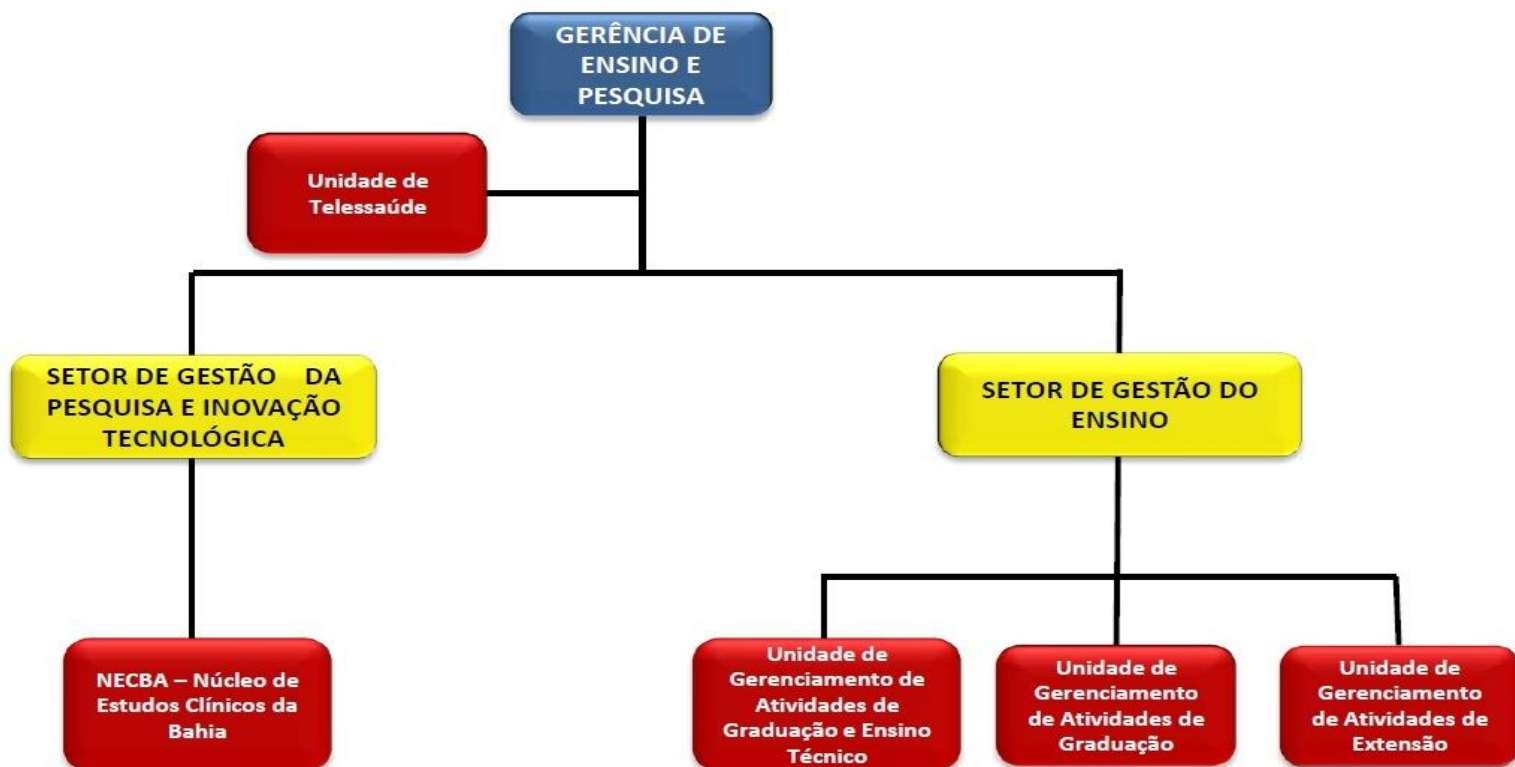 GERÊNCIA DE
ENSINO E
PESQUISA
Unidade de
Telessaúde
SETOR DE GESTÃO DA
PESQUISA E INOVAÇÃO
TECNOLÓGICA
SETOR DE GESTÃO DO
ENSINO
NECBA – Núcleo de
Estudos Clínicos da
Bahia
Unidade de
Gerenciamento de
Atividades de
Graduação e Ensino
Técnico
Unidade de
Gerenciamento
de Atividades de
Graduação
Unidade de
Gerenciamento
de Atividades de
Extensão